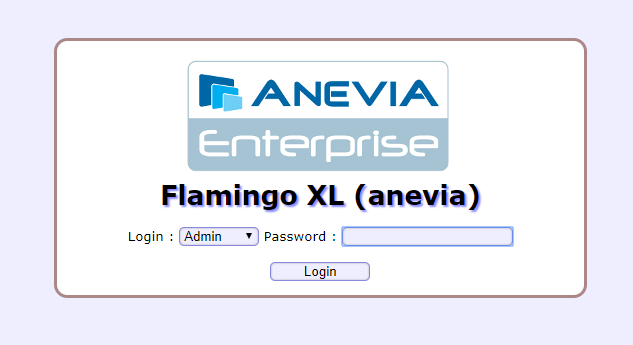 ANEVIA
Enterprise
Flamingo XL (anevia)
Login : Admin Password :
Login